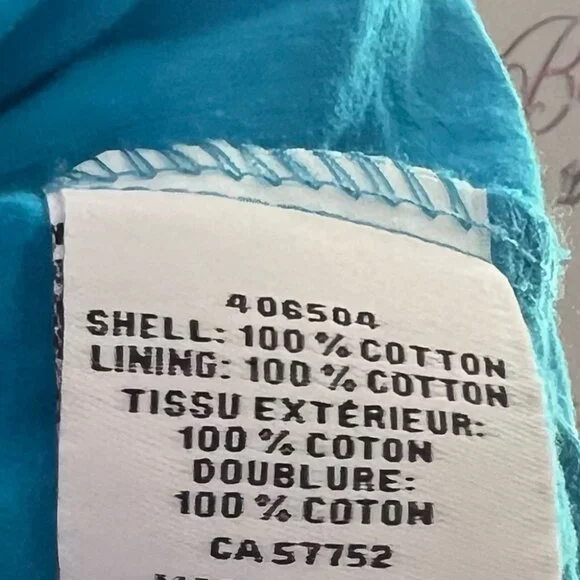 406504
SHELL: 100 % COTTON
LINING: 100 % COTTON
TISSU EXTÉRIEUR:
100 % COTON
DOUBLURE:
100 % COTON
CA 57752